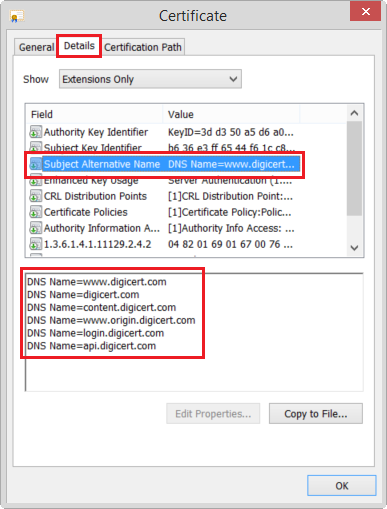 Certificate
General Details Certification Path
Show Extensions Only
Field Value
Authority Key Identifier KeyID=3d d3 50 a5 d6 a0...
Subject Key Identifier b6 36 e3 ff 65 44 f6 1c c8...
Subject Alternative Name DNS Name=www.digicert...
Enhanced Key Usage Server Authentication (1....
CRL Distribution Points [1]CRL Distribution Point:...
Certificate Policies [1]Certificate Policy:Polic...
Authority Information A... [1]Authority Info Access: ...
1.3.6.1.4.1.11129.2.4.2 04 82 01 69 01 67 00 76 ...
DNS Name=www.digicert.com
DNS Name=digicert.com
DNS Name=content.digicert.com
DNS Name=www.origin.digicert.com
DNS Name=login.digicert.com
DNS Name=api.digicert.com
Edit Properties... Copy to File...
OK